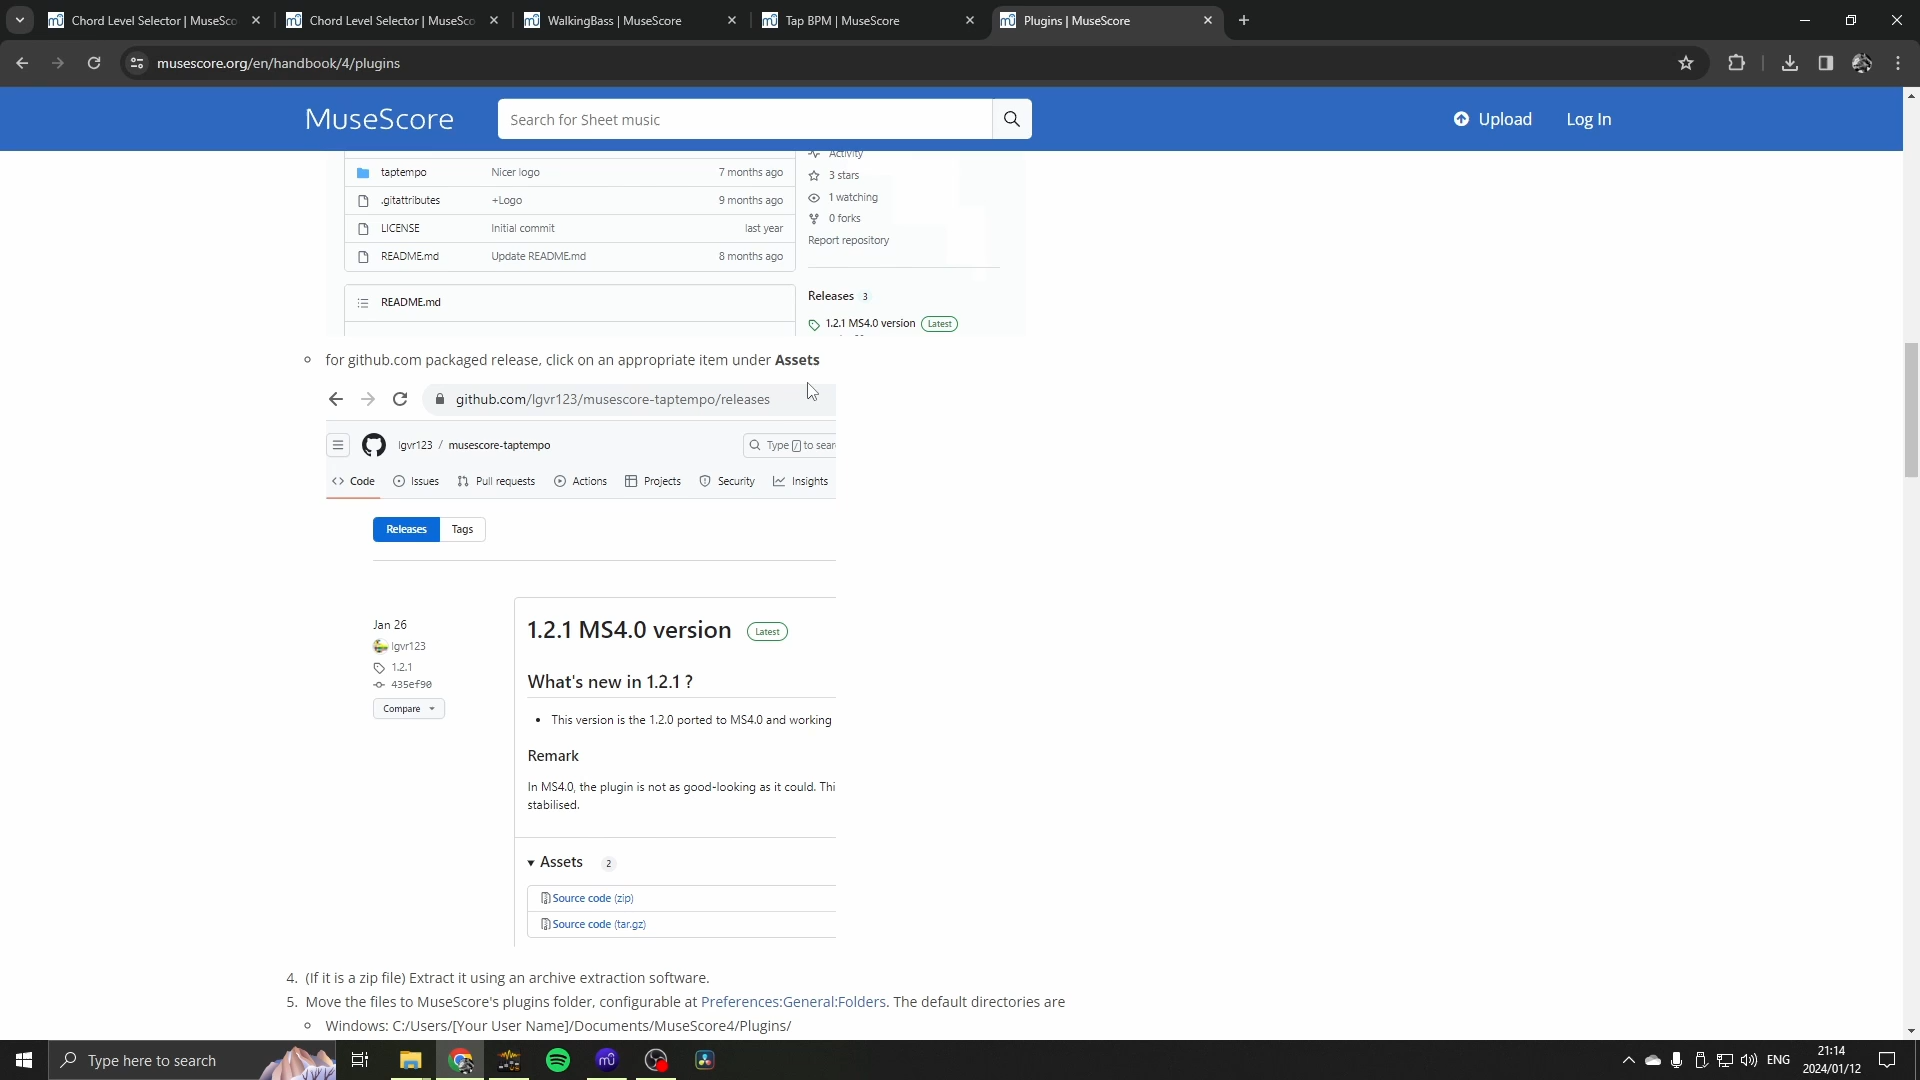 Chord Level Selector | MuseSco
Chord Level Selector | MuseSco
WalkingBass | MuseScore
Tap BPM | MuseScore
Plugins | MuseScore
musescore.org/en/handbook/4/plugins
MuseScore
Search for Sheet music
Upload
Log In
Activity
taptempo Nicer logo 7 months ago
3 stars
.gitattributes +Logo 9 months ago
1 watching
LICENSE Initial commit last year
0 forks
README.md Update README.md 8 months ago
Report repository
README.md
Releases 3
1.2.1 MS4.0 version Latest
for github.com packaged release, click on an appropriate item under Assets
github.com/lgvr123/musescore-taptempo/releases
lgvr123 / musescore-taptempo
Type / to sear
Code Issues Pull requests Actions Projects Security Insights
Releases Tags
Jan 26
lgvr123
1.2.1
435ef90
Compare
1.2.1 MS4.0 version Latest
What's new in 1.2.1 ?
This version is the 1.2.0 ported to MS4.0 and working
Remark
In MS4.0, the plugin is not as good-looking as it could. Thi
stabilised.
Assets 2
Source code (zip)
Source code (tar.gz)
4. (If it is a zip file) Extract it using an archive extraction software.
5. Move the files to MuseScore's plugins folder, configurable at Preferences:General:Folders. The default directories are
Windows: C:/Users/[Your User Name]/Documents/MuseScore4/Plugins/
Type here to search
ENG
21:14
2024/01/12